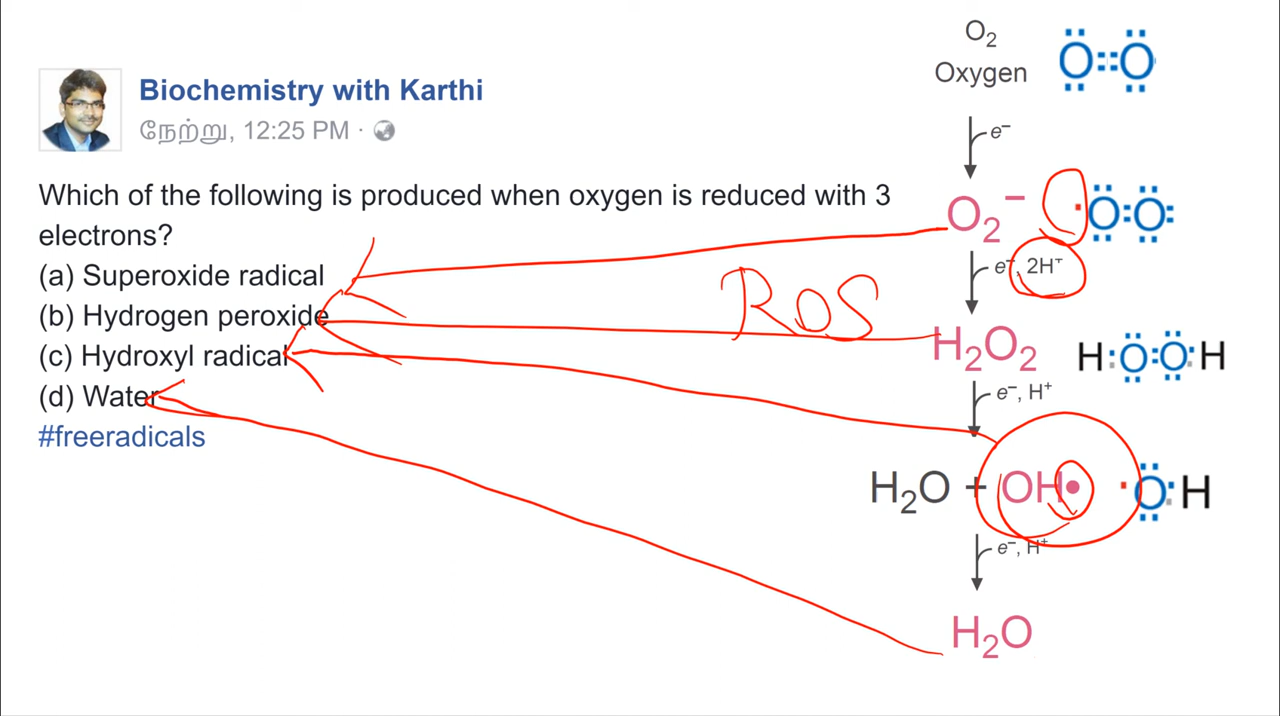 Biochemistry with Karthi
நேற்று, 12:25 PM ·
Which of the following is produced when oxygen is reduced with 3
electrons?
(a) Superoxide radical
(b) Hydrogen peroxide
(c) Hydroxyl radical
(d) Water
#freeradicals
ROS
O₂
Oxygen
Ö::Ö
e⁻
O₂⁻
·Ö:Ö:
e⁻, 2H⁺
H₂O₂
H:Ö:Ö:H
e⁻, H⁺
H₂O + OH•
·Ö:H
e⁻, H⁺
H₂O